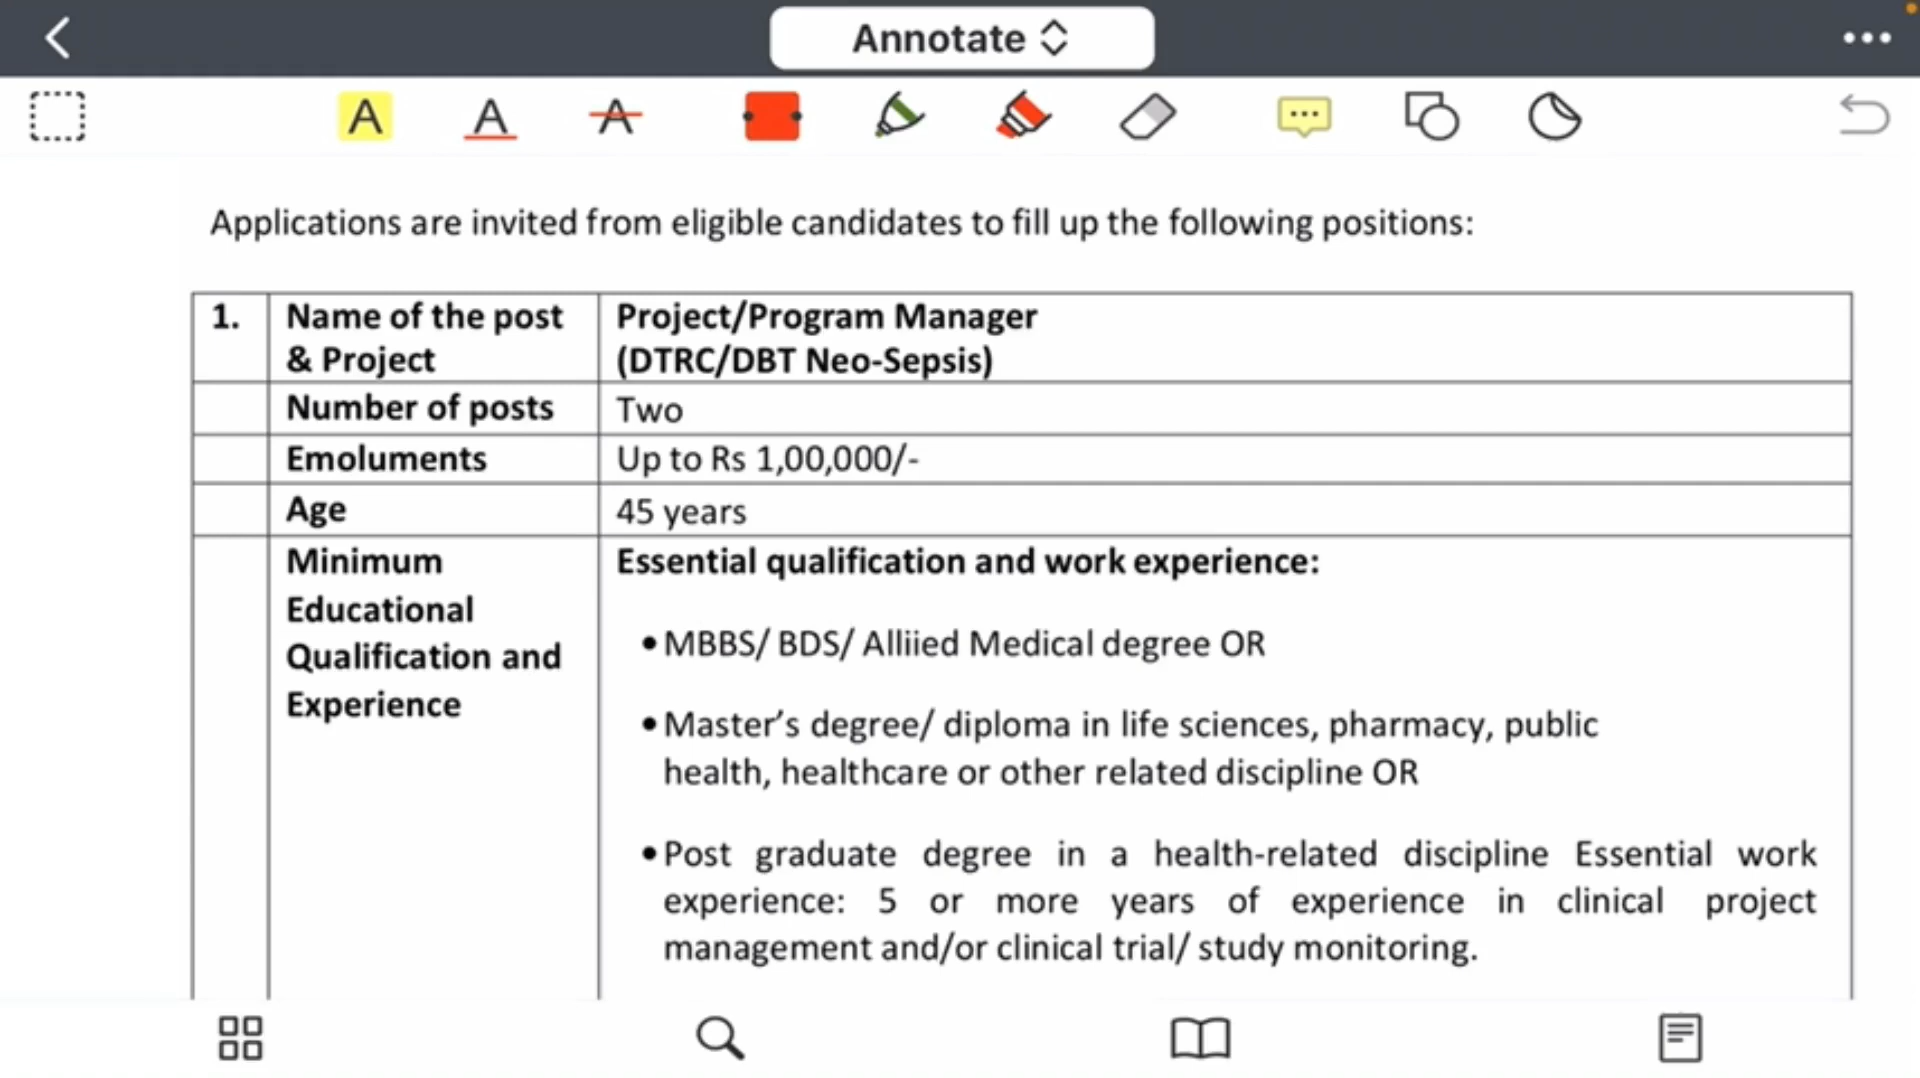 Annotate
A A A
Applications are invited from eligible candidates to fill up the following positions:
1. Name of the post Project/Program Manager
& Project (DTRC/DBT Neo-Sepsis)
Number of posts Two
Emoluments Up to Rs 1,00,000/-
Age 45 years
Minimum Essential qualification and work experience:
Educational
Qualification and
Experience
•MBBS/ BDS/ Alliied Medical degree OR
•Master’s degree/ diploma in life sciences, pharmacy, public
health, healthcare or other related discipline OR
•Post graduate degree in a health-related discipline Essential work
experience: 5 or more years of experience in clinical project
management and/or clinical trial/ study monitoring.